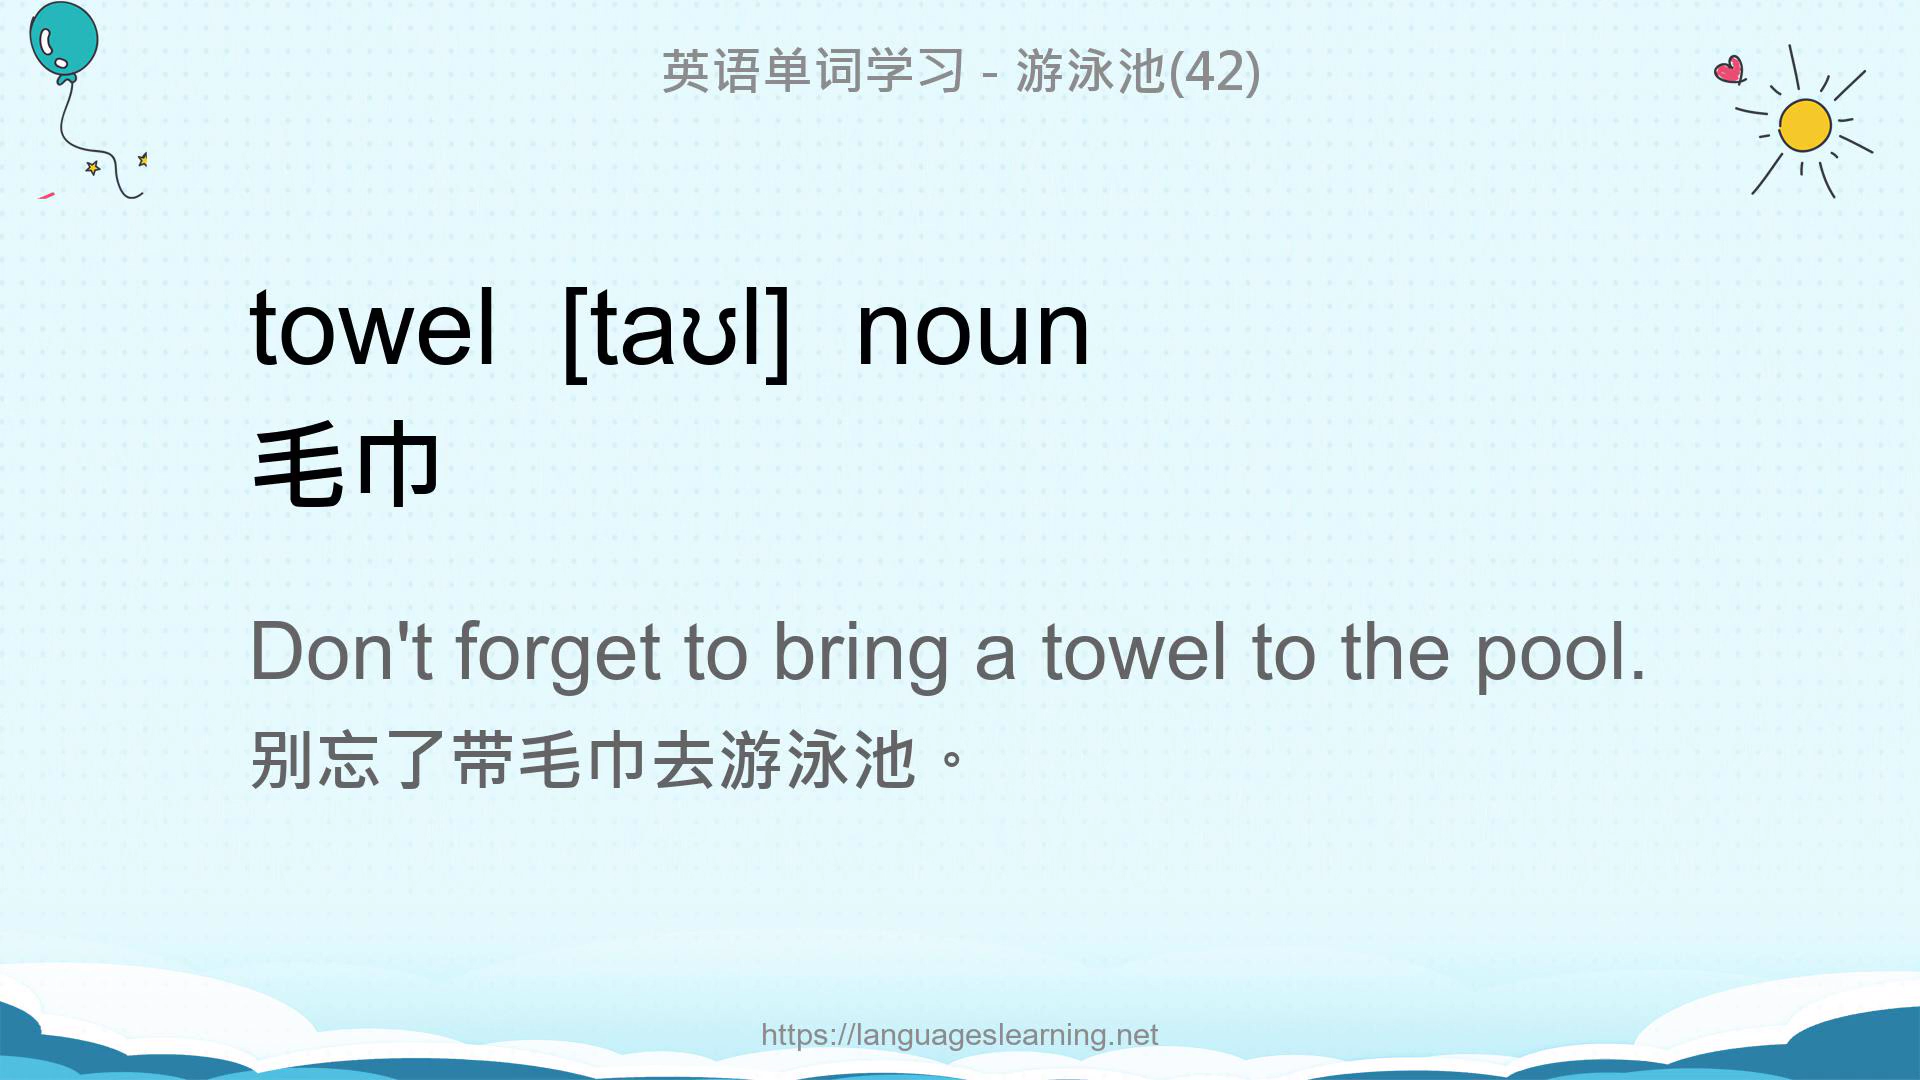 英语单词学习 - 游泳池(42)
towel [taʊl] noun
毛巾
Don't forget to bring a towel to the pool.
别忘了带毛巾去游泳池。
https://languageslearning.net